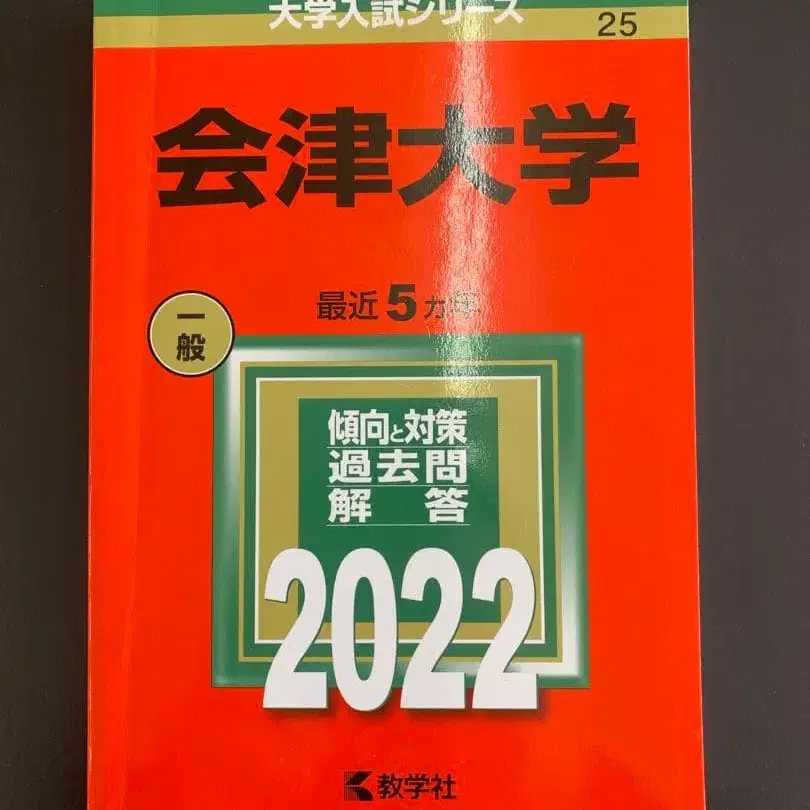 大学入試シリーズ
25
会津大学
最近5カ年
一般
傾向と対策
過去問
解答
2022
教学社